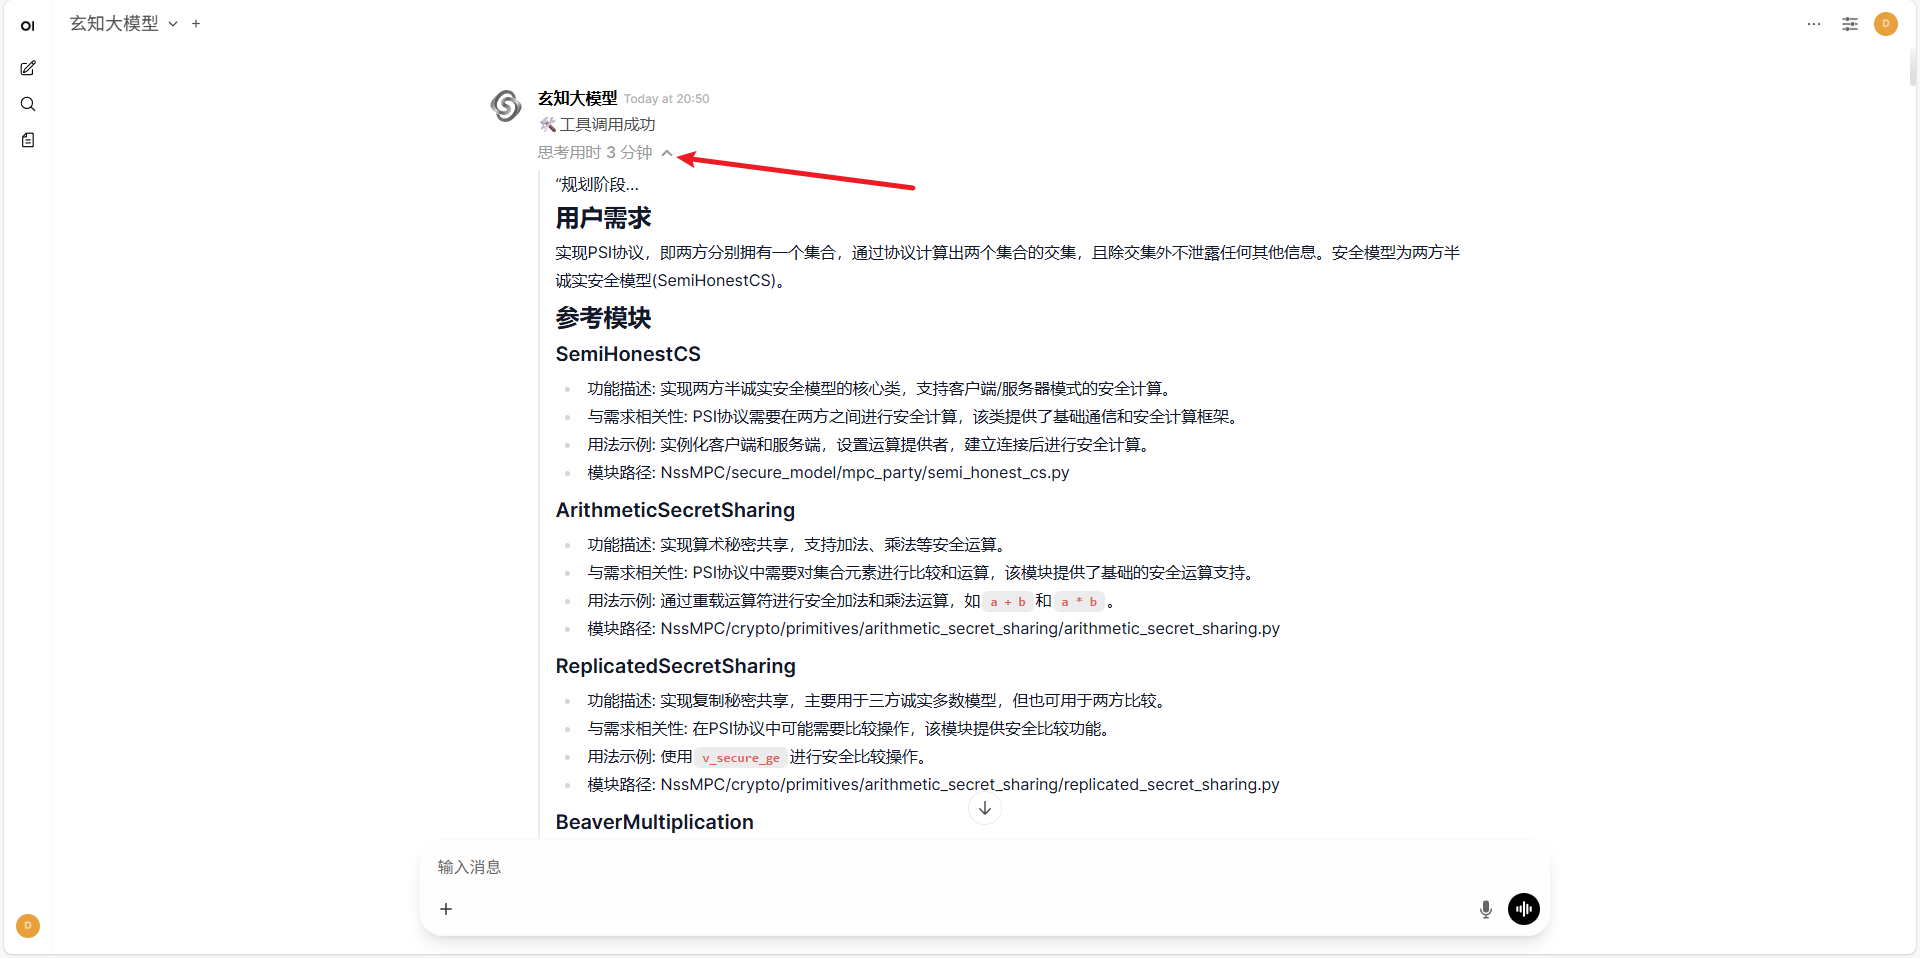 OI
玄知大模型
D
玄知大模型 Today at 20:50
工具调用成功
思考用时 3 分钟
“规划阶段...
用户需求
实现PSI协议，即两方分别拥有一个集合，通过协议计算出两个集合的交集，且除交集外不泄露任何其他信息。安全模型为两方半
诚实安全模型(SemiHonestCS)。
参考模块
SemiHonestCS
功能描述: 实现两方半诚实安全模型的核心类，支持客户端/服务器模式的安全计算。
与需求相关性: PSI协议需要在两方之间进行安全计算，该类提供了基础通信和安全计算框架。
用法示例: 实例化客户端和服务端，设置运算提供者，建立连接后进行安全计算。
模块路径: NssMPC/secure_model/mpc_party/semi_honest_cs.py
ArithmeticSecretSharing
功能描述: 实现算术秘密共享，支持加法、乘法等安全运算。
与需求相关性: PSI协议中需要对集合元素进行比较和运算，该模块提供了基础的安全运算支持。
用法示例: 通过重载运算符进行安全加法和乘法运算，如 a + b 和 a * b 。
模块路径: NssMPC/crypto/primitives/arithmetic_secret_sharing/arithmetic_secret_sharing.py
ReplicatedSecretSharing
功能描述: 实现复制秘密共享，主要用于三方诚实多数模型，但也可用于两方比较。
与需求相关性: 在PSI协议中可能需要比较操作，该模块提供安全比较功能。
用法示例: 使用 v_secure_ge 进行安全比较操作。
模块路径: NssMPC/crypto/primitives/arithmetic_secret_sharing/replicated_secret_sharing.py
BeaverMultiplication
输入消息
D